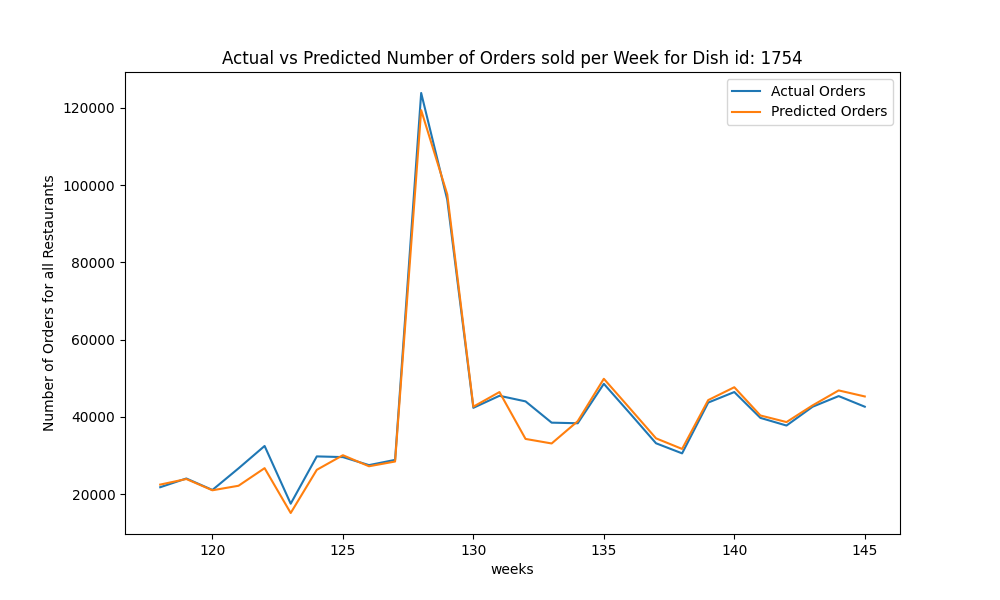 Actual vs Predicted Number of Orders sold per Week for Dish id: 1754
Actual Orders
Predicted Orders
Number of Orders for all Restaurants
120000
100000
80000
60000
40000
20000
120 125 130 135 140 145
weeks